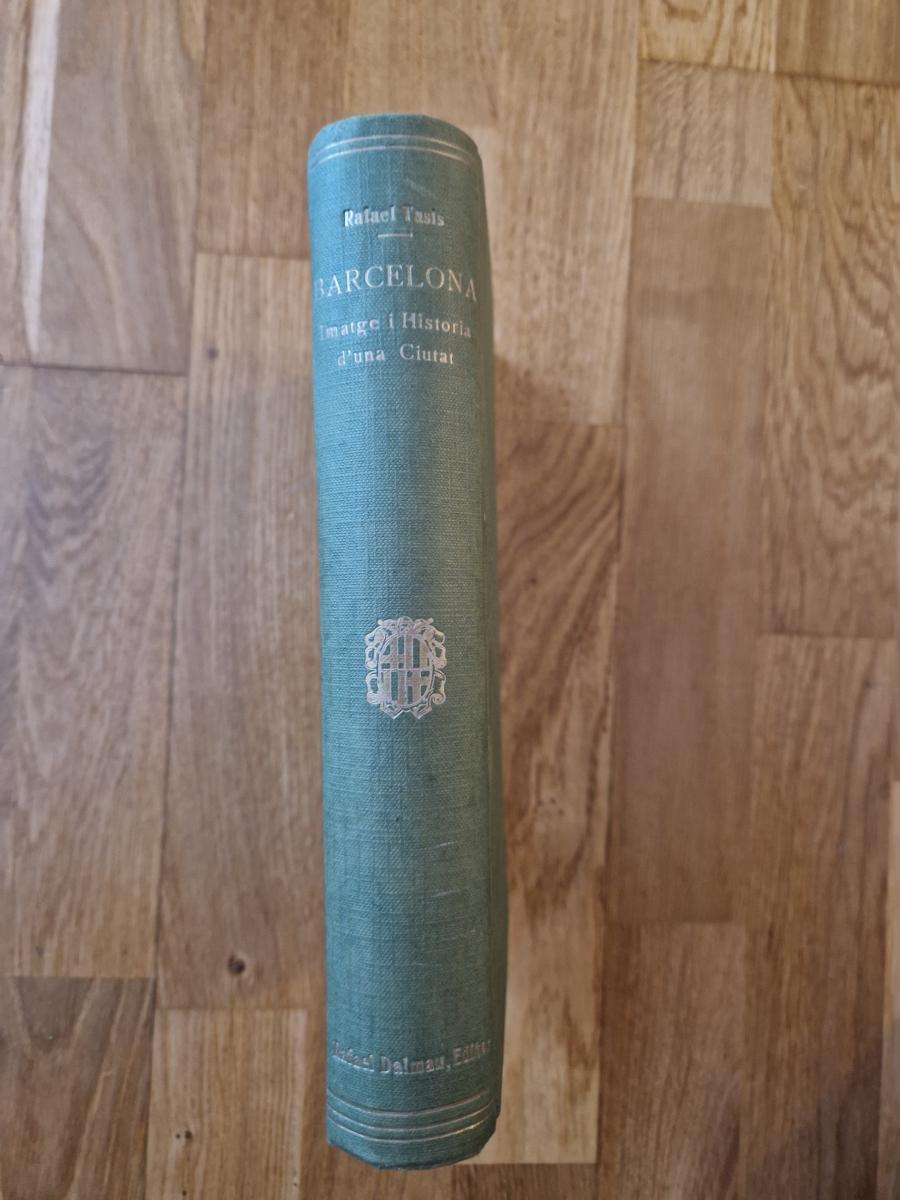 Rafael Tasis
BARCELONA
Imatge i Historia
d'una Ciutat
Rafael Dalmau, Editor